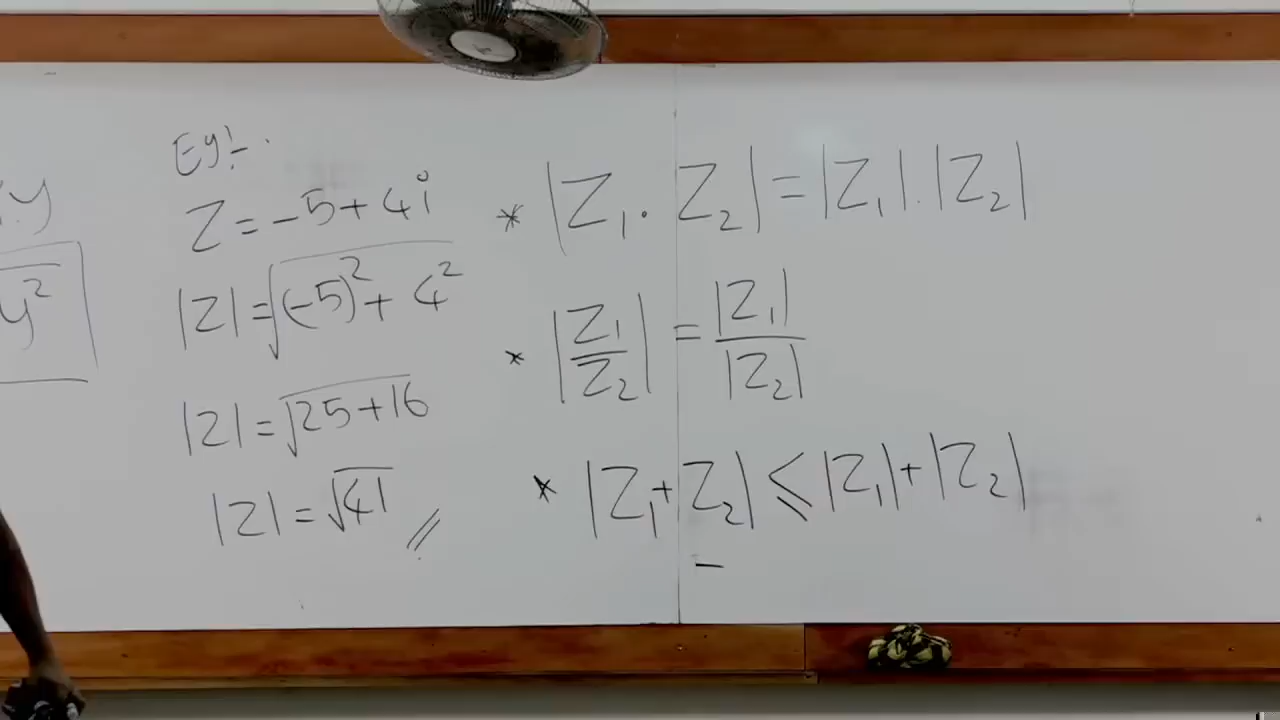 y
y²
Eg:-
Z = -5 + 4i
|Z| = √(-5)² + 4²
|Z| = √25 + 16
|Z| = √41 //
* |Z₁ . Z₂| = |Z₁| . |Z₂|
* |Z₁/Z₂| = |Z₁|/|Z₂|
* |Z₁ + Z₂| ≤ |Z₁| + |Z₂|